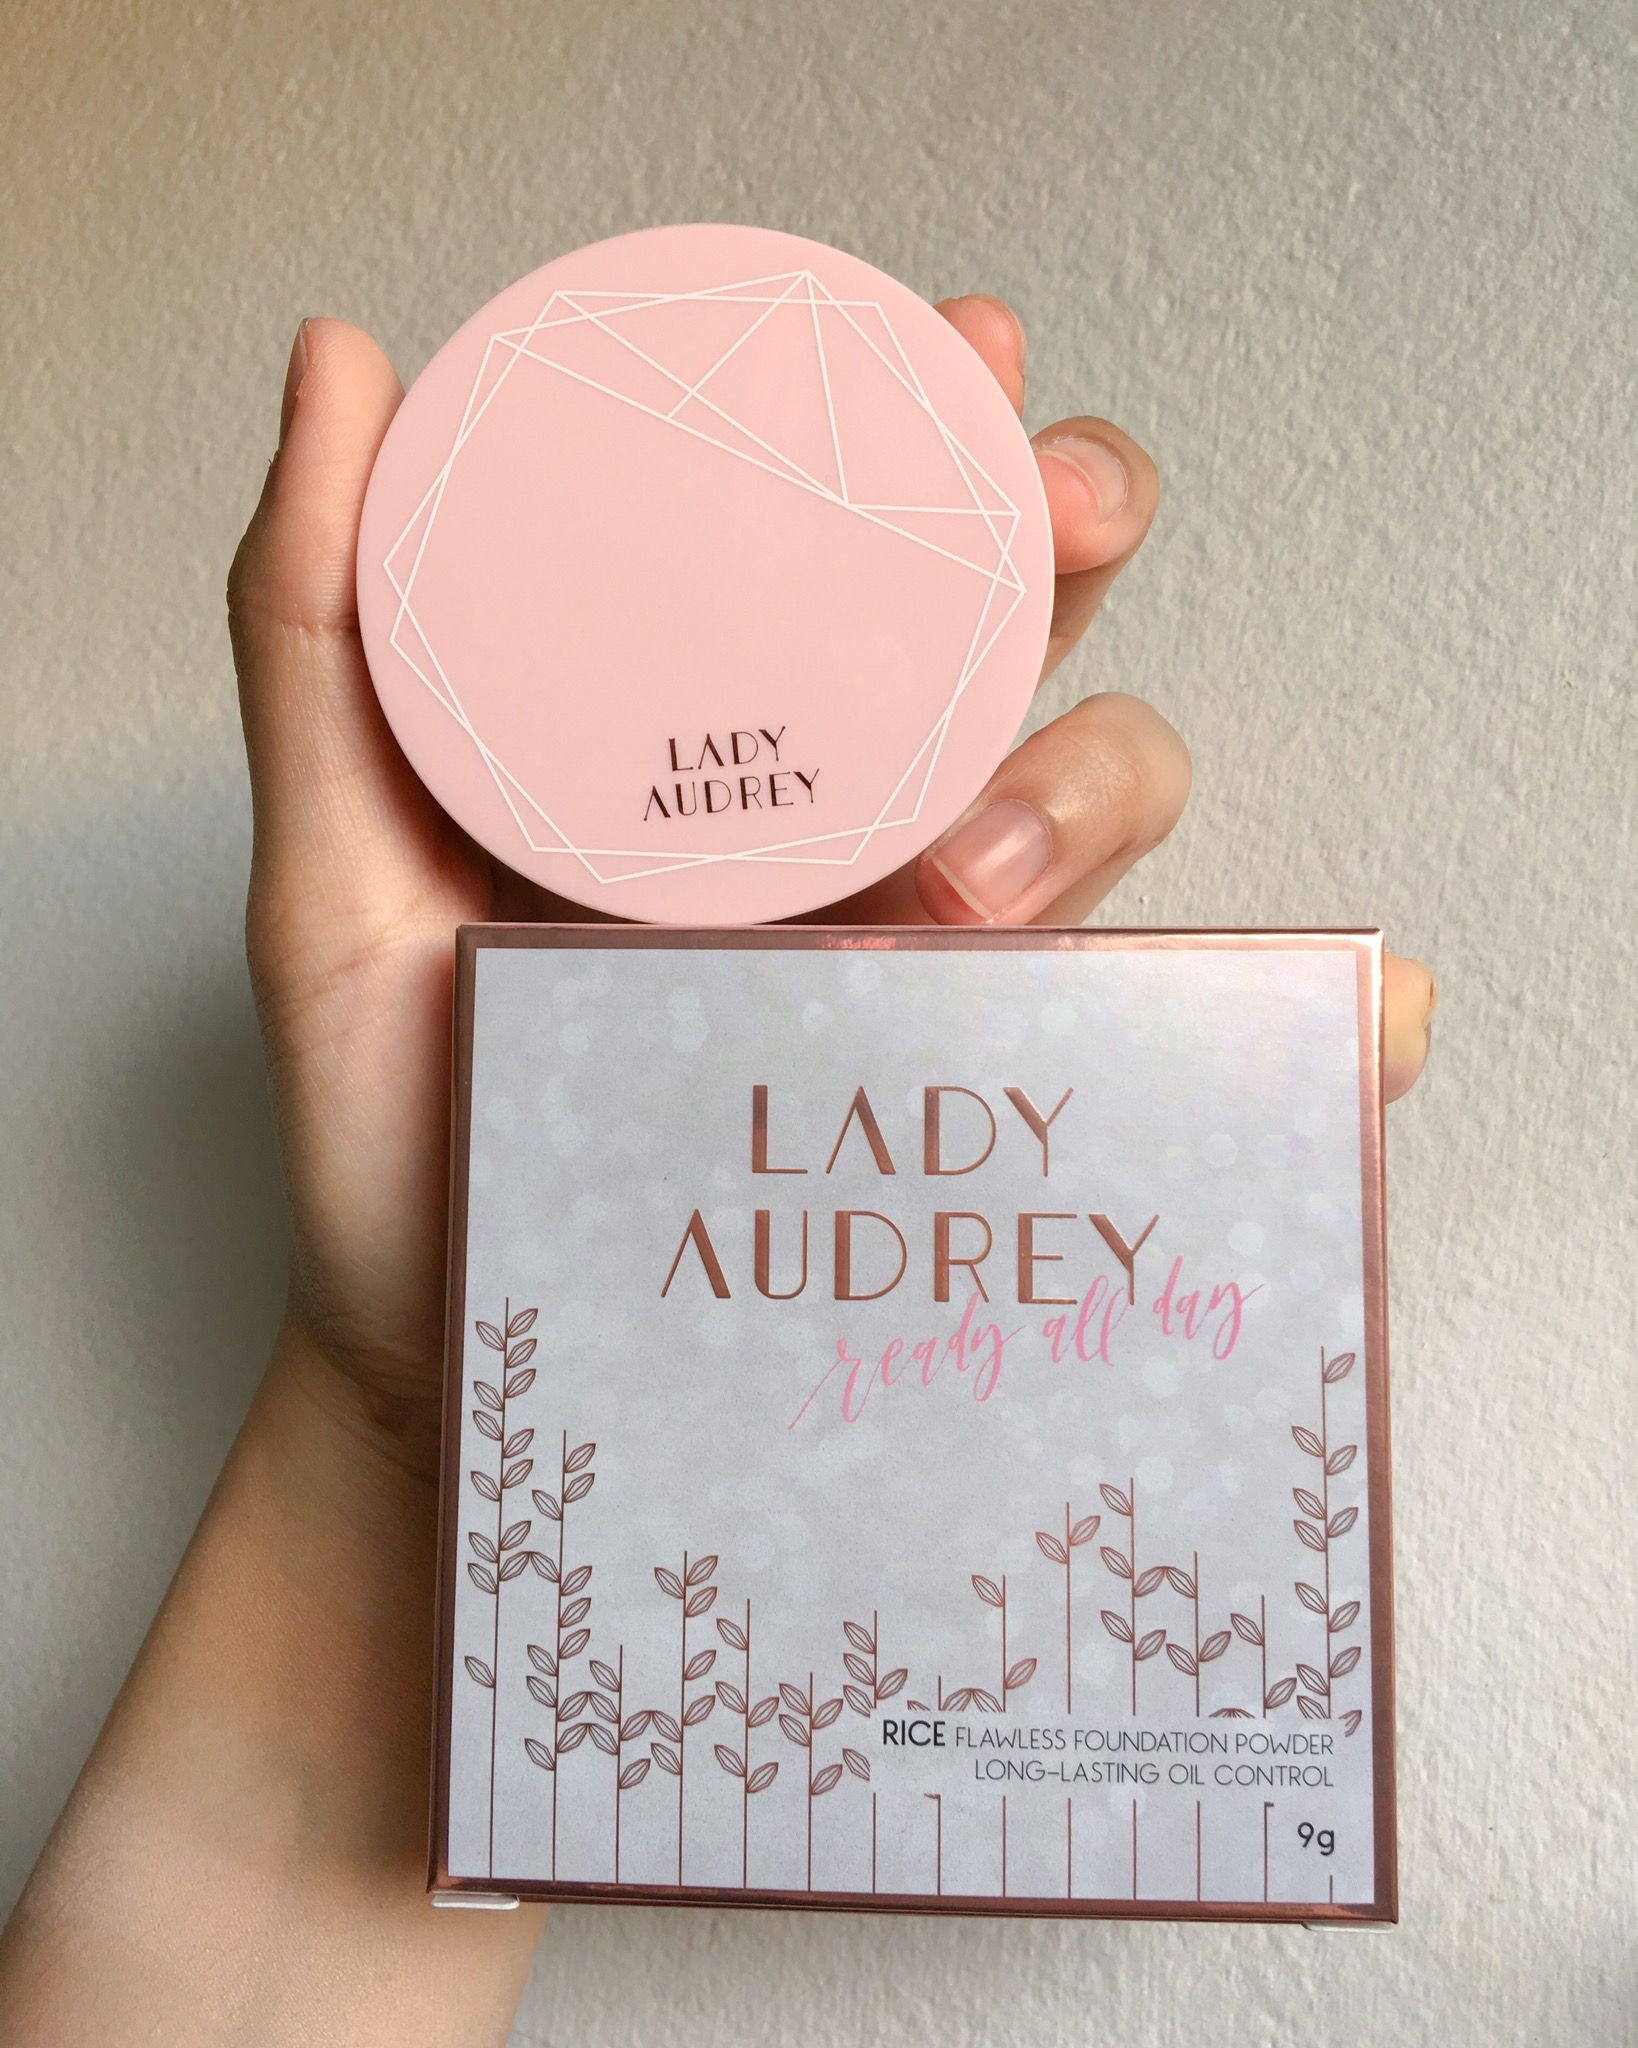 LADY
AUDREY
LADY
AUDREY
ready all day
RICE FLAWLESS FOUNDATION POWDER
LONG-LASTING OIL CONTROL
9g